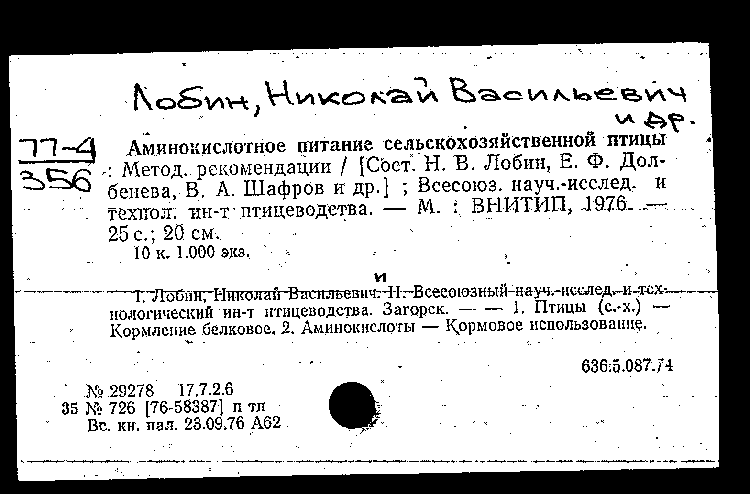 Лобин, Николай Васильевич
и др.
77-4
356
Аминокислотное питание сельскохозяйственной птицы
: Метод. рекомендации / [Сост. Н. В. Лобин, Е. Ф. Дол-
бенева, В. А. Шафров и др.] ; Всесоюз. науч.-исслед. и
технол. ин-т птицеводства. — М. : ВНИТИП, 1976. —
25 с.; 20 см.
10 к. 1.000 экз.
и
I. Лобин, Николай Васильевич. II. Всесоюзный науч.-исслед. и тех-
нологический ин-т птицеводства. Загорск. — — 1. Птицы (с.-х.) —
Кормление белковое. 2. Аминокислоты — Кормовое использование.
636:5.087.74
№ 29278 17.7.2.6
35 № 726 [76-58387] п тп
Вс. кн. пал. 23.09.76 А62